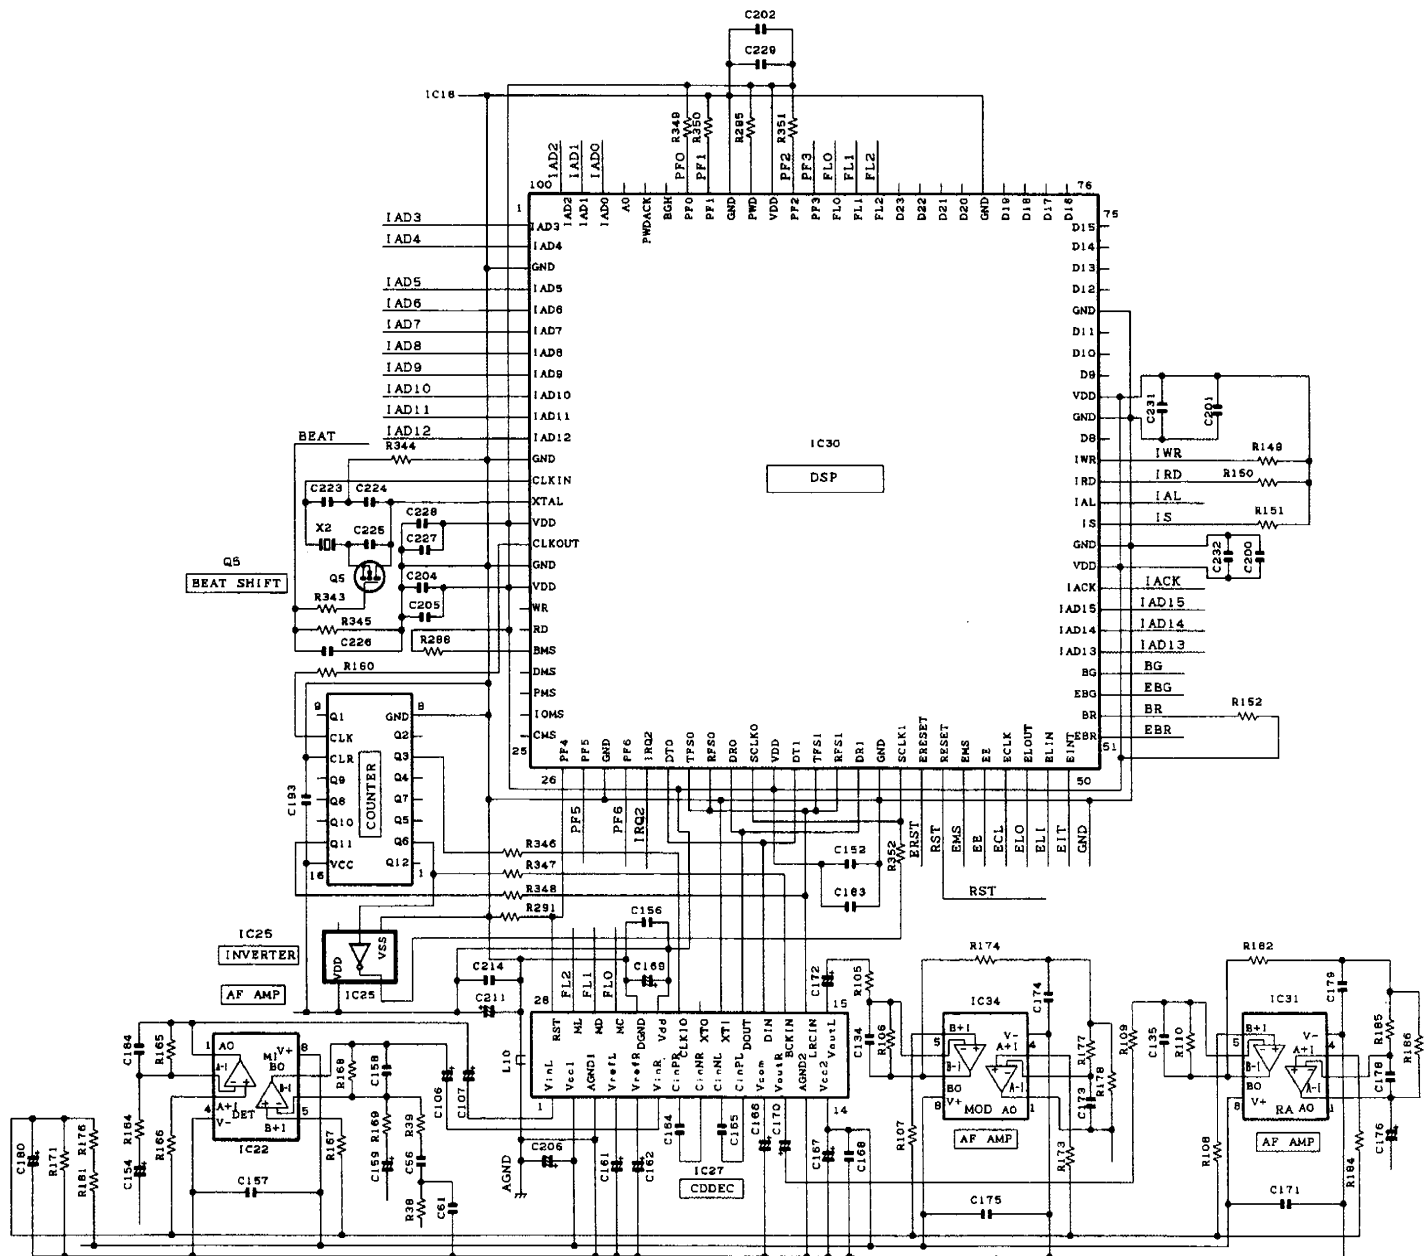 C202
C229
IC18
R349
R350
R295
R351
IAD2
IAD1
IAD0
PF0
PF1
PF2
PF3
FL0
FL1
FL2
100
76
IAD2
IAD1
IAD0
A0
PWDACK
BGH
PF0
PF1
GND
PWD
VDD
PF2
PF3
FL0
FL1
FL2
D23
D22
D21
D20
GND
D19
D18
D17
D16
1
75
IAD3
IAD3
D15
IAD4
IAD4
D14
GND
D13
IAD5
IAD5
D12
IAD6
IAD6
GND
IAD7
IAD7
D11
IAD8
IAD8
D10
IAD9
IAD9
D9
IAD10
IAD10
VDD
C231
C201
IAD11
IAD11
GND
BEAT
IAD12
IAD12
D8
IC30
DSP
R344
GND
IWR
IWR
R149
CLKIN
IRD
IRD
R150
C223
C224
XTAL
IAL
IAL
C228
VDD
IS
IS
R151
X2
C225
C227
CLKOUT
GND
C232
C200
Q5
BEAT SHIFT
Q5
GND
VDD
C204
VDD
IACK
IACK
R343
C205
WR
IAD15
IAD15
R345
RD
IAD14
IAD14
C226
R288
BMS
IAD13
IAD13
R160
DMS
BG
BG
PMS
EBG
EBG
IOMS
BR
BR
R152
CMS
EBR
EBR
25
51
26
50
PF4
PF5
GND
PF6
IRQ2
DT0
TFS0
RFS0
DR0
SCLK0
VDD
DT1
TFS1
RFS1
DR1
GND
SCLK1
ERESET
RESET
EMS
EE
ECLK
ELOUT
ELIN
EINT
9
8
Q1
GND
CLK
Q2
CLR
Q3
Q9
Q4
Q8
Q7
Q10
Q5
Q11
Q6
VCC
Q12
16
1
COUNTER
C193
PF5
PF6
IRQ2
ERST
RST
EMS
EE
ECL
ELO
ELI
EIT
GND
RST
R346
R347
R348
R291
C152
C183
R352
C156
IC25
INVERTER
VDD
VSS
IC25
AF AMP
C214
C211
C169
C172
FL2
FL1
FL0
28
15
RST
ML
MD
MC
DGND
Vdd
CLKIO
XTO
XTI
DOUT
DIN
BCKIN
LRCIN
VoutL
L10
VinL
Vcc1
AGND1
VrefL
VrefR
VinR
CinPR
CinNR
CinNL
CinPL
Vcom
VoutR
AGND2
Vcc2
1
14
IC27
CDDEC
AGND
C206
C161
C162
C164
C165
C166
C170
C167
C168
C184
R165
1
AO
M1
V+
8
A-I
BO
A+I
B-I
4
DET
5
V-
B+I
IC22
R168
C158
C106
C107
C180
R171
R176
R181
R164
C154
R166
R167
R169
C159
R39
C56
R38
C61
C157
R105
C134
R106
R174
C174
IC34
B+I
V-
5
B-I
A+I
4
BO
A-I
V+
8
MOD
AO
1
AF AMP
R107
C175
R173
C173
R177
R178
R109
C135
R110
R182
C179
IC31
B+I
V-
5
B-I
A+I
4
BO
A-I
V+
8
RA
AO
1
AF AMP
R108
C171
R184
R185
R186
C178
C176